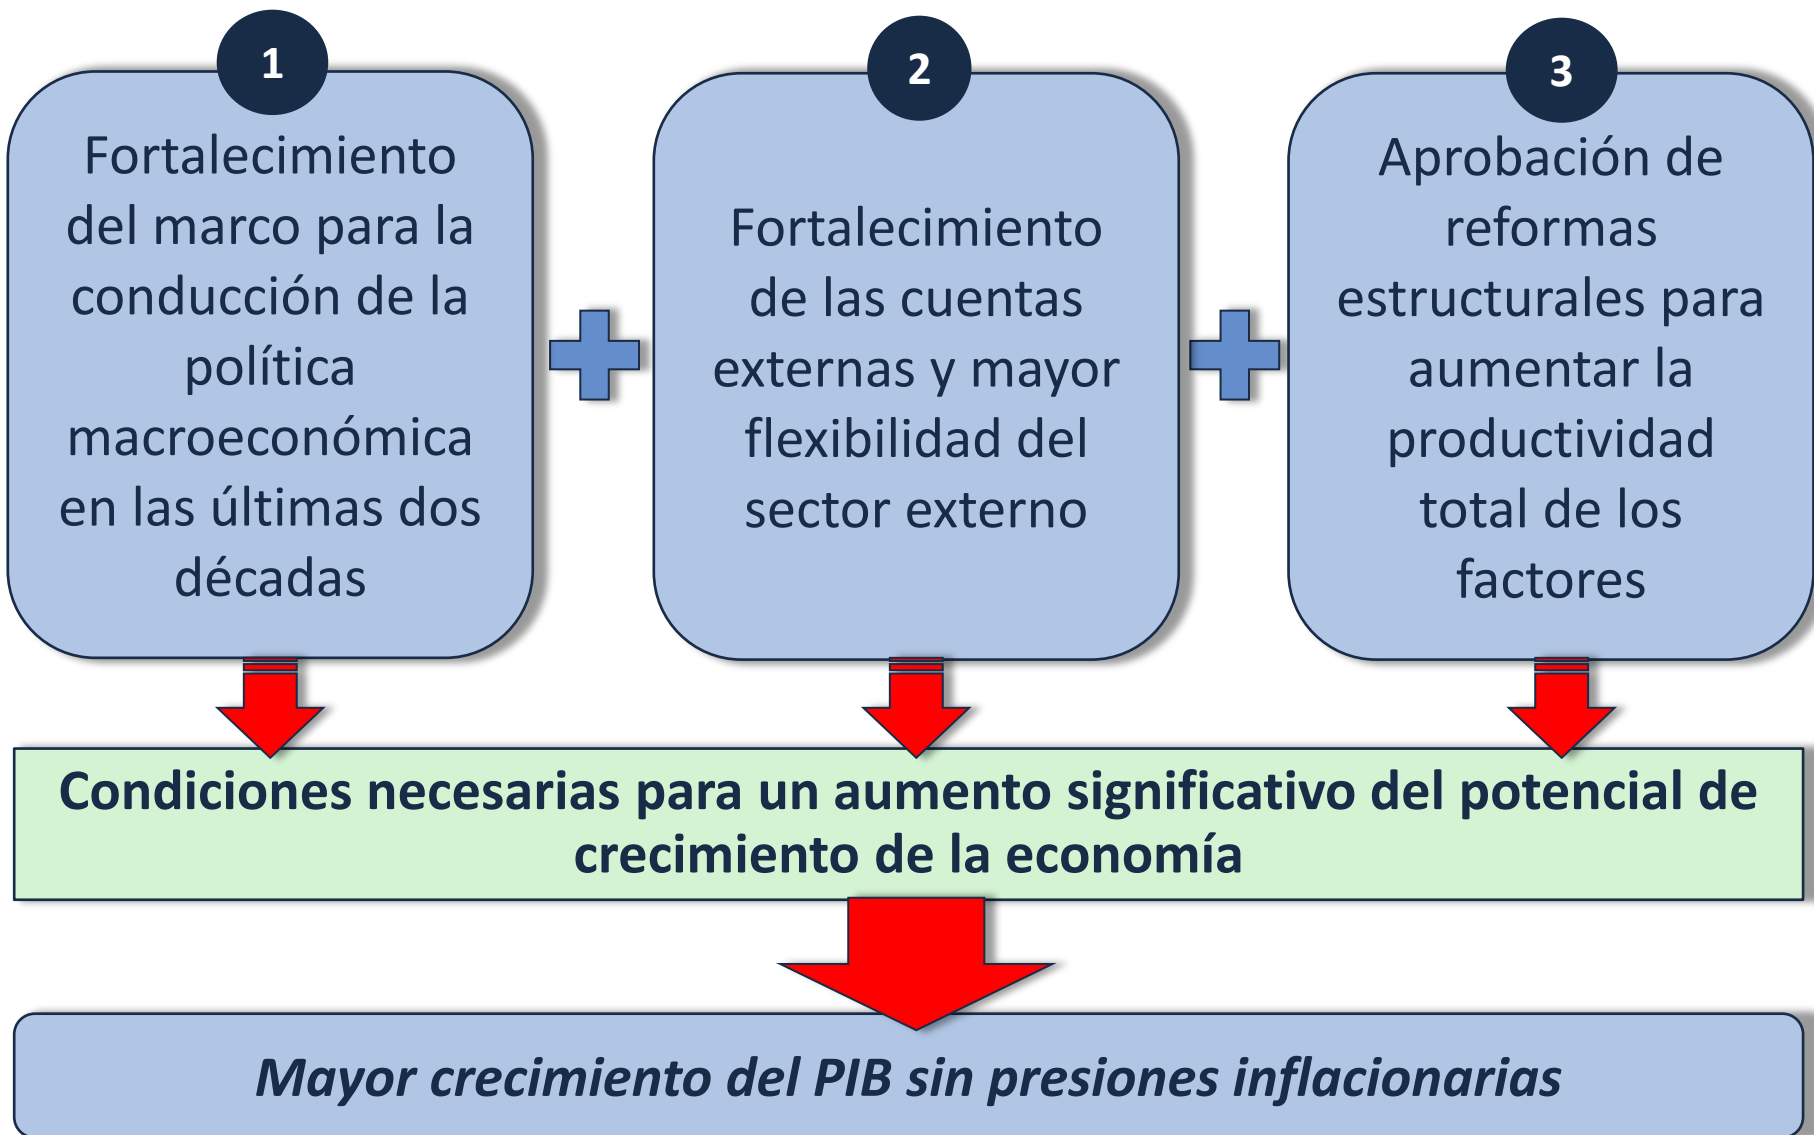 1
Fortalecimiento
del marco para la
conducción de la
política
macroeconómica
en las últimas dos
décadas
2
Fortalecimiento
de las cuentas
externas y mayor
flexibilidad del
sector externo
3
Aprobación de
reformas
estructurales para
aumentar la
productividad
total de los
factores
Condiciones necesarias para un aumento significativo del potencial de
crecimiento de la economía
Mayor crecimiento del PIB sin presiones inflacionarias